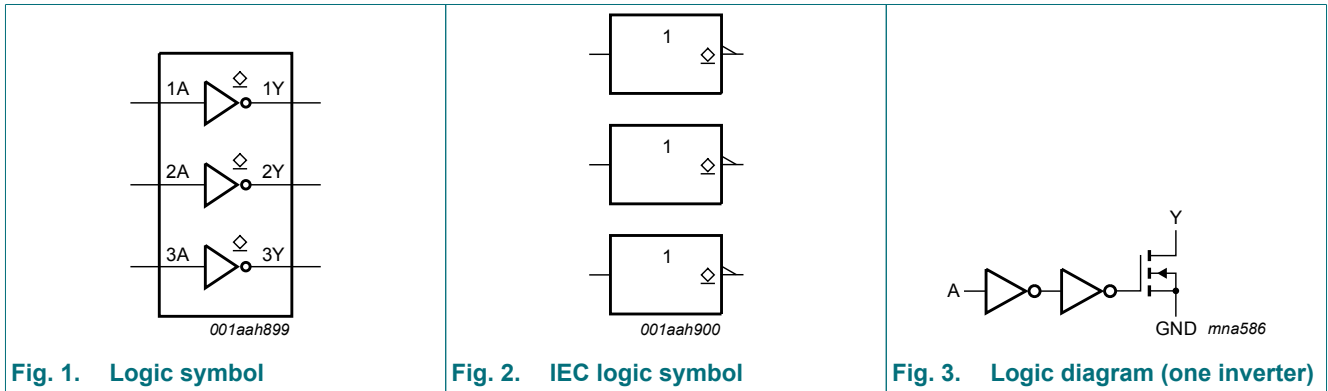 1A 1Y
2A 2Y
3A 3Y
001aah899
Fig. 1. Logic symbol
1
1
1
001aah900
Fig. 2. IEC logic symbol
Y
A
GND mna586
Fig. 3. Logic diagram (one inverter)